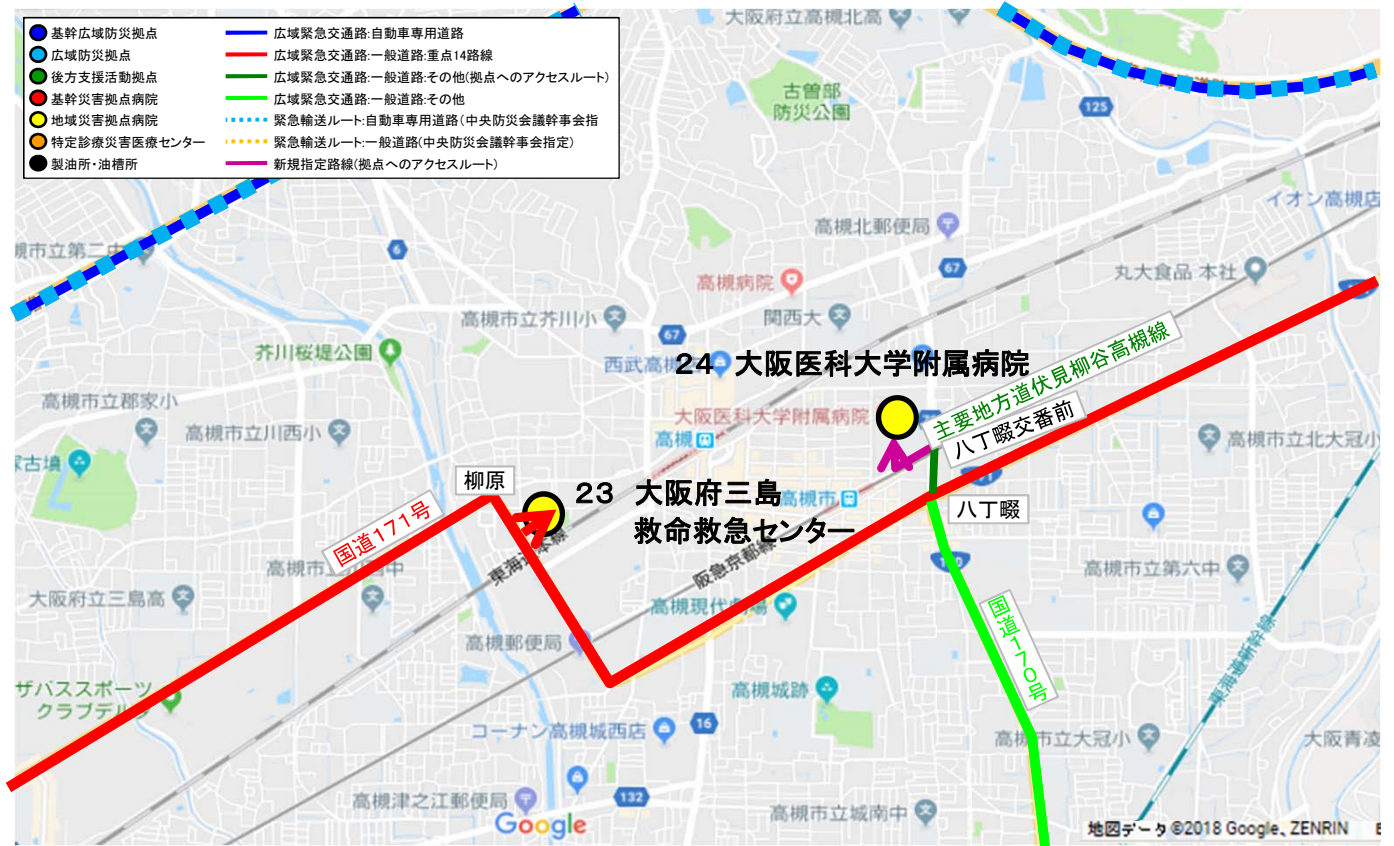 基幹広域防災拠点
広域防災拠点
後方支援活動拠点
基幹災害拠点病院
地域災害拠点病院
特定診療災害医療センター
製油所・油槽所
広域緊急交通路:自動車専用道路
広域緊急交通路:一般道路:重点14路線
広域緊急交通路:一般道路:その他(拠点へのアクセスルート)
広域緊急交通路:一般道路:その他
緊急輸送ルート:自動車専用道路(中央防災会議幹事会指
緊急輸送ルート:一般道路(中央防災会議幹事会指定)
新規指定路線(拠点へのアクセスルート)
大阪府立高槻北高
古曽部
防災公園
125
イオン高槻店
槻市立第二中
6
高槻北郵便局
67
丸大食品 本社
高槻病院
高槻市立芥川小
67
関西大
芥川桜堤公園
西武高槻
24 大阪医科大学附属病院
主要地方道伏見柳谷高槻線
高槻市立郡家小
大阪医科大学附属病院
八丁畷交番前
高槻市立川西小
高槻
高槻市立北大冠小
家古墳
柳原
23 大阪府三島
救命救急センター
高槻市
八丁畷
国道171号
東海道本線
阪急京都線
高槻市立
中
高槻市立第六中
大阪府立三島高
高槻現代劇場
国道170号
高槻郵便局
ザバススポーツ
クラブデルソ
高槻城跡
コーナン高槻城西店
16
高槻市立大冠小
大阪青凌
高槻津之江郵便局
132
高槻市立城南中
Google
地図データ ©2018 Google、ZENRIN